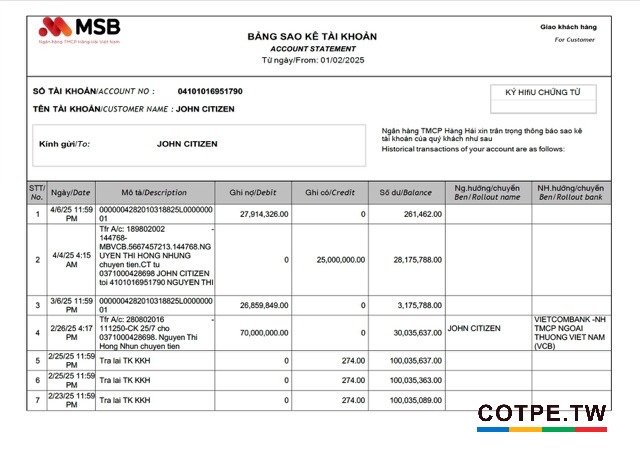 MSB
Ngân hàng TMCP Hàng Hải Việt Nam
BẢNG SAO KÊ TÀI KHOẢN
ACCOUNT STATEMENT
Từ ngày/From: 01/02/2025
Giao khách hàng
For Customer
SỐ TÀI KHOẢN/ACCOUNT NO : 04101016951790
TÊN TÀI KHOẢN/CUSTOMER NAME : JOHN CITIZEN
KÝ HIfiU CHỨNG TỪ
Kính gửi/To: JOHN CITIZEN
Ngân hàng TMCP Hàng Hải xin trân trọng thông báo sao kê
tài khoản của quý khách như sau
Historical transactions of your account are as follows:
STT/ No. Ngày/Date Mô tả/Description Ghi nợ/Debit Ghi có/Credit Số dư/Balance Ng.hưởng/chuyển Ben/Rollout name NH.hưởng/chuyển Ben/Rollout bank
1 4/6/25 11:59 PM 0000004282010318825L0000000 01 27,914,326.00 0 261,462.00
2 4/4/25 4:15 AM Tfr A/c: 189802002 -
144768-
MBVCB.5667457213.144768.NG
UYEN THI HONG NHUNG
chuyen tien.CT tu
0371000428698 JOHN CITIZEN
toi 4101016951790 NGUYEN THI
0 25,000,000.00 28,175,788.00
3 3/6/25 11:59 PM 0000004282010318825L0000000 01 26,859,849.00 0 3,175,788.00
4 2/26/25 4:17 PM Tfr A/c: 280802016 -
111250-CK 25/7 cho
0371000428698. Nguyen Thi
Hong Nhun chuyen tien
70,000,000.00 0 30,035,637.00 JOHN CITIZEN
VIETCOMBANK -NH
TMCP NGOAI
THUONG VIET NAM
(VCB)
5 2/25/25 11:59 PM Tra lai TK KKH 0 274.00 100,035,637.00
6 2/25/25 11:59 PM Tra lai TK KKH 0 274.00 100,035,363.00
7 2/23/25 11:59 PM Tra lai TK KKH 0 274.00 100,035,089.00
COTPE.TW